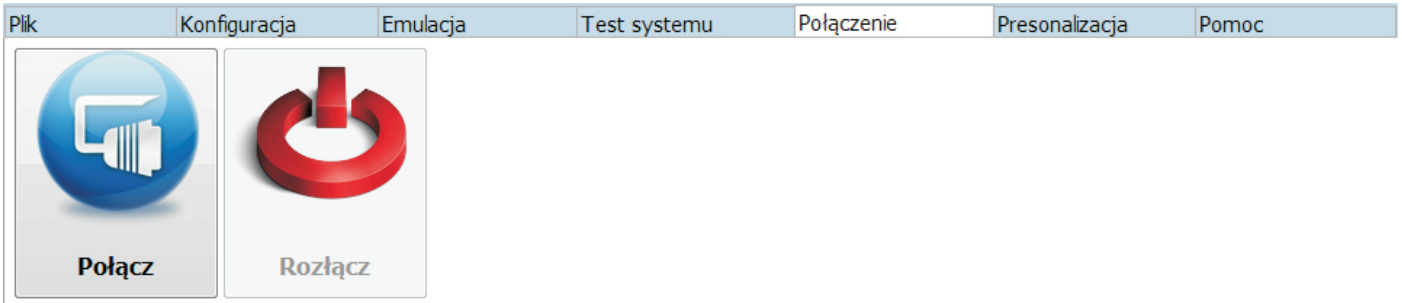 Plik Konfiguracja Emulacja Test systemu Połączenie Presonalizacja Pomoc
Połącz Rozłącz